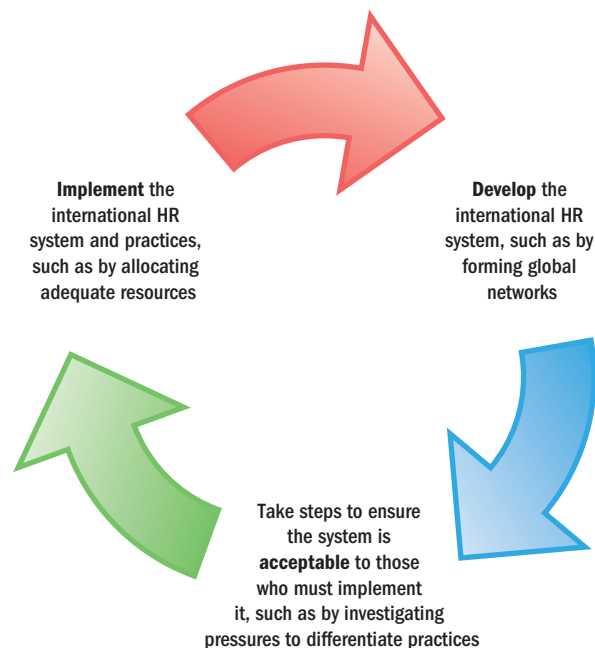 Implement the
international HR
system and practices,
such as by allocating
adequate resources
Develop the
international HR
system, such as by
forming global
networks
Take steps to ensure
the system is
acceptable to those
who must implement
it, such as by investigating
pressures to differentiate practices